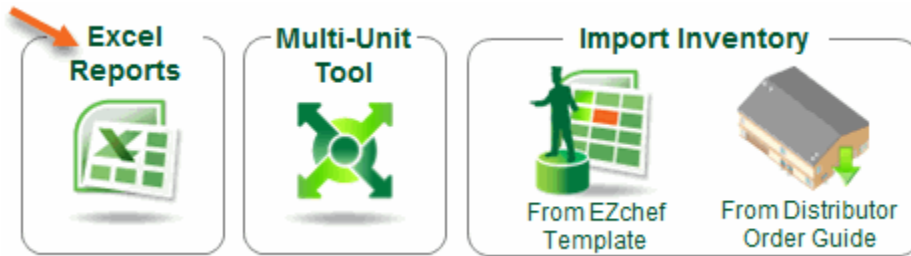 Excel
Reports
Multi-Unit
Tool
Import Inventory
From EZchef
Template
From Distributor
Order Guide